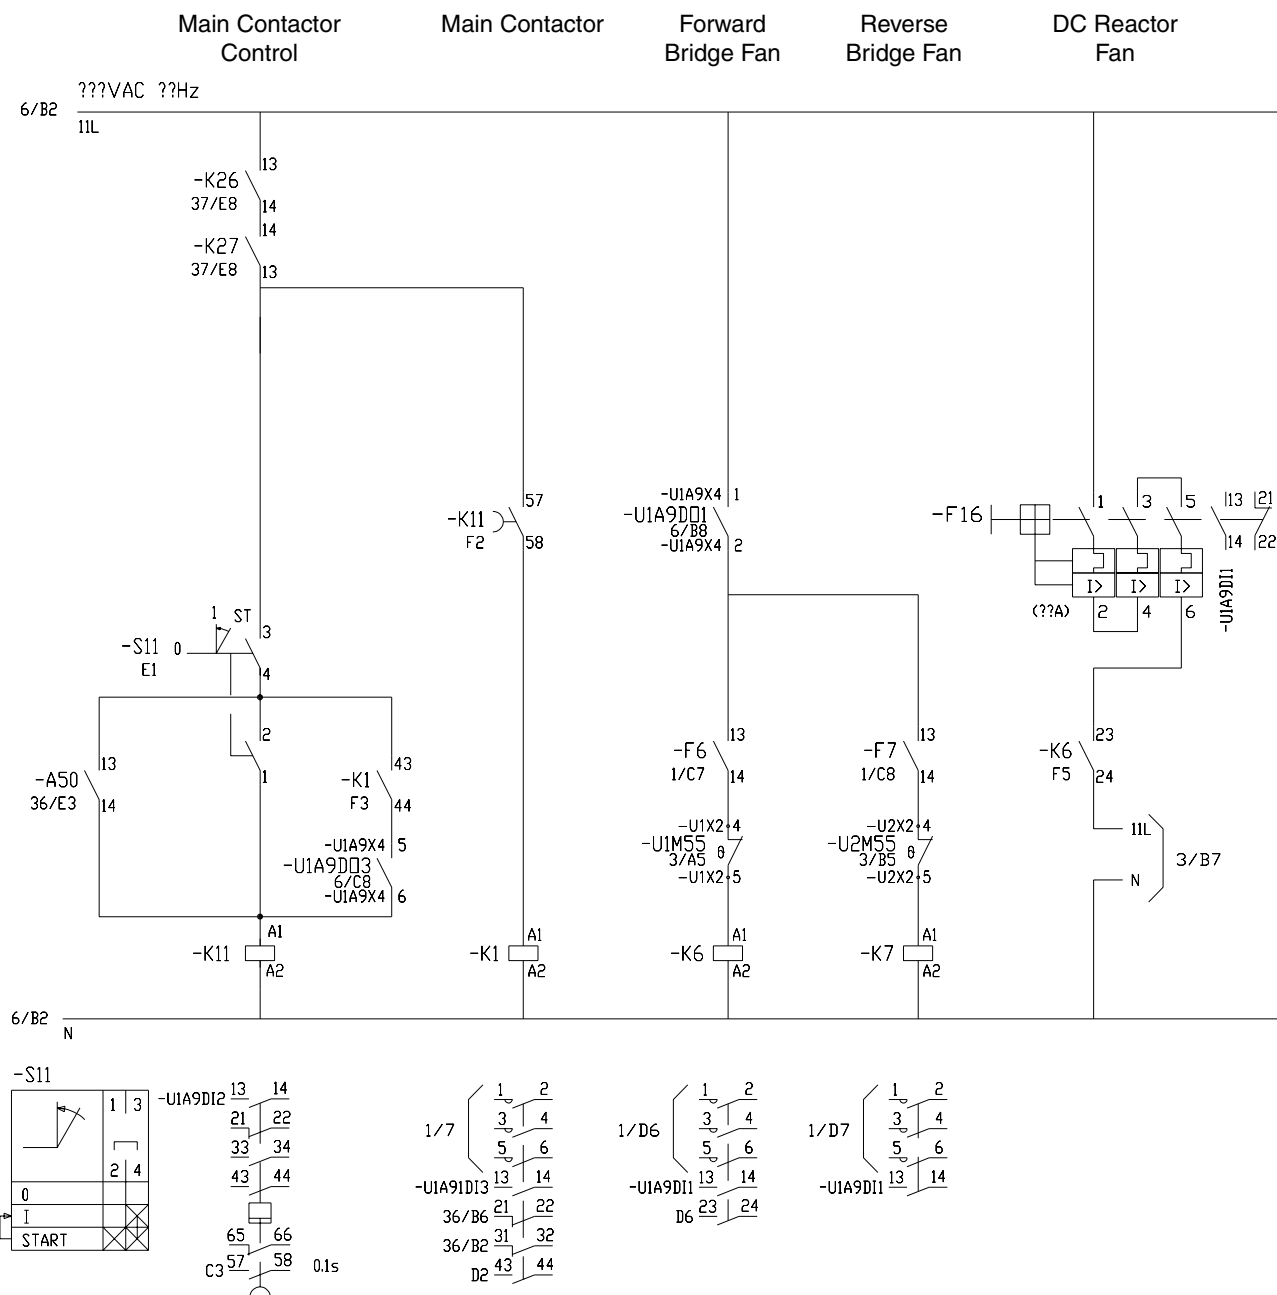 Main Contactor
Control
Main Contactor
Forward
Bridge Fan
Reverse
Bridge Fan
DC Reactor
Fan
???VAC ??Hz
6/B2
11L
13
-K26
37/E8
14
14
-K27
37/E8
13
57
-K11
F2
58
-U1A9X4 1
-U1A9DO1
6/B8
-U1A9X4 2
-F16
1
3
5
13
21
14
22
I>
I>
I>
(??A)
2
4
6
-U1A9DI1
1
ST
3
-S11 0
E1
4
2
1
13
-A50
36/E3
14
43
-K1
F3
44
-U1A9X4 5
-U1A9DO3
6/C8
-U1A9X4 6
13
-F6
1/C7
14
-U1X2 4
-U1M55
3/A5
-U1X2 5
13
-F7
1/C8
14
-U2X2 4
-U2M55
3/B5
-U2X2 5
23
-K6
F5
24
11L
3/B7
N
A1
-K11
A2
A1
-K1
A2
A1
-K6
A2
A1
-K7
A2
6/B2
N
-S11
1 3
2 4
0
I
START
-U1A9DI2
13 14
21 22
33 34
43 44
65 66
C3 57 58
0.1s
1/7
1 2
3 4
5 6
-U1A91DI3 13 14
36/B6 21 22
36/B2 31 32
D2 43 44
1/D6
1 2
3 4
5 6
-U1A9DI1 13 14
D6 23 24
1/D7
1 2
3 4
5 6
-U1A9DI1 13 14